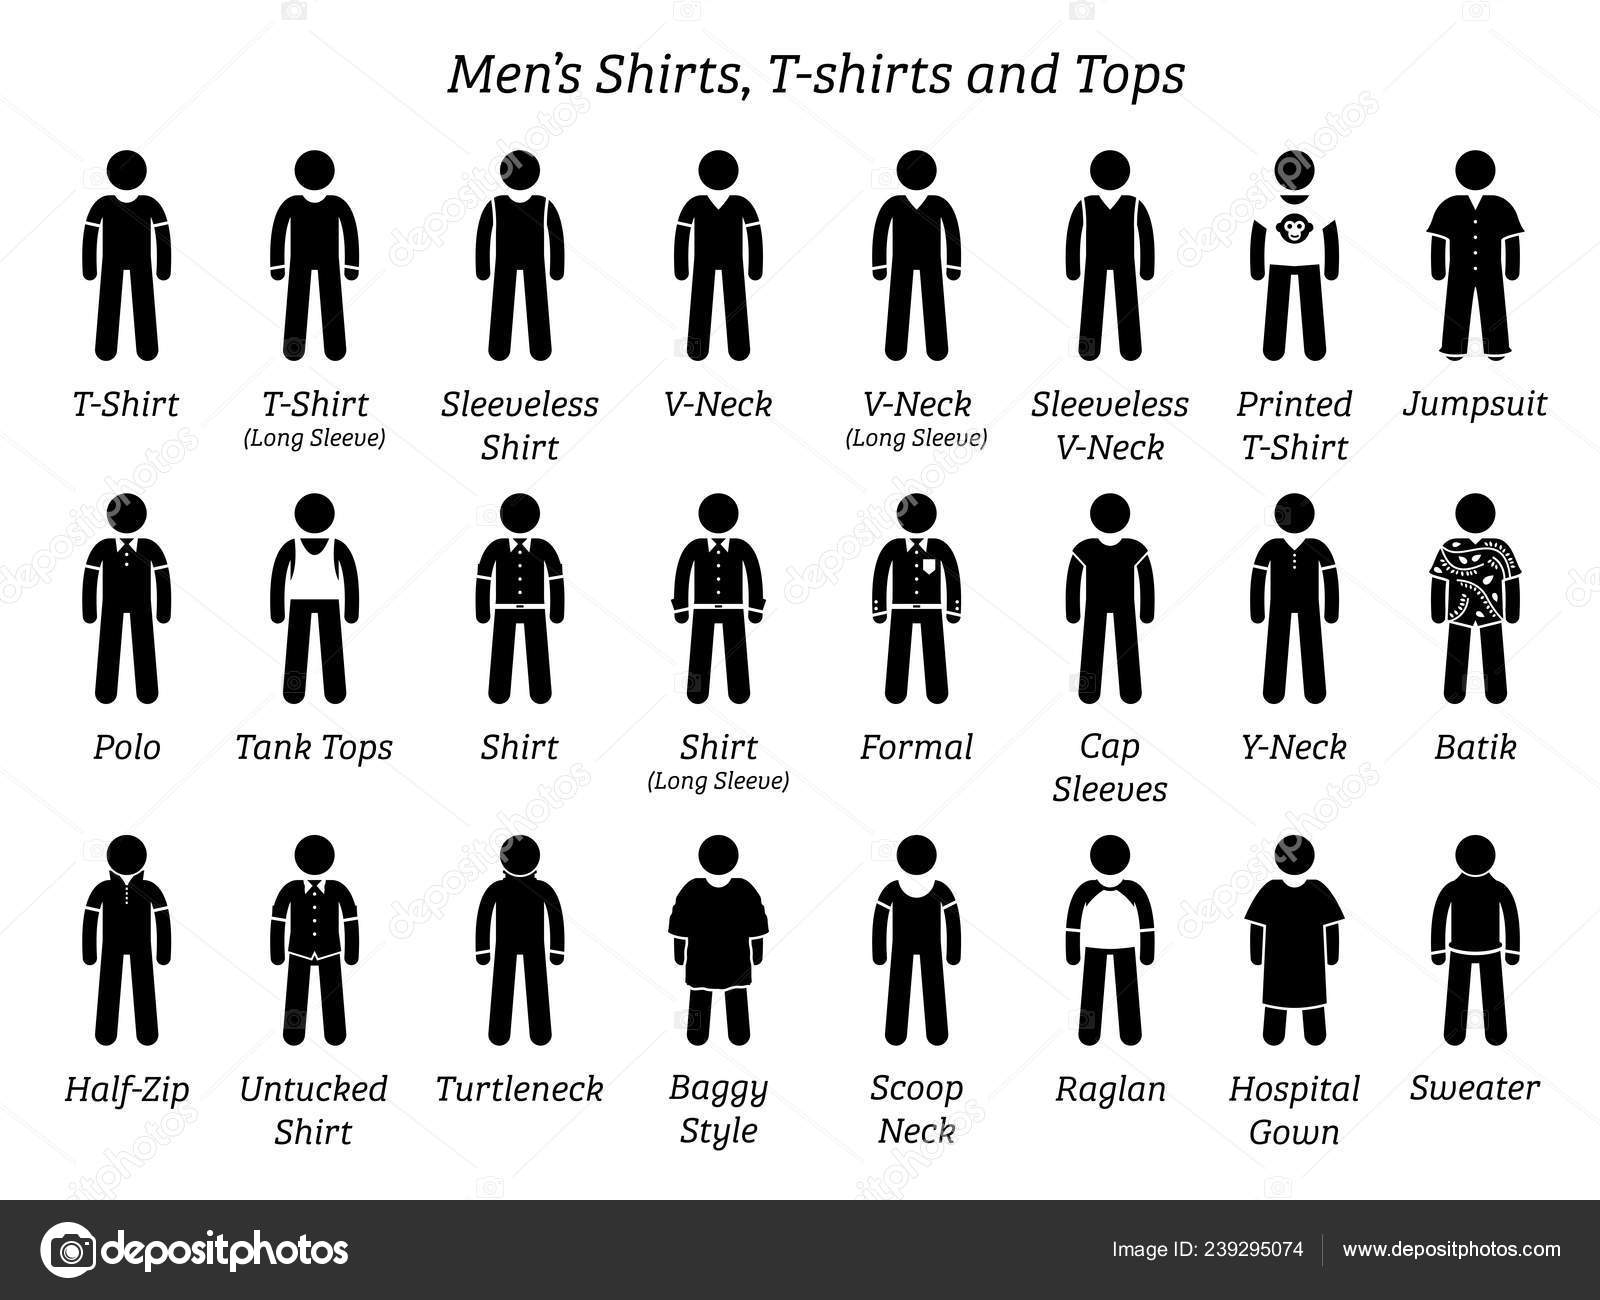 Men's Shirts, T-shirts and Tops
T-Shirt
T-Shirt
(Long Sleeve)
Sleeveless
Shirt
V-Neck
V-Neck
(Long Sleeve)
Sleeveless
V-Neck
Printed
T-Shirt
Jumpsuit
Polo
Tank Tops
Shirt
Shirt
(Long Sleeve)
Formal
Cap
Sleeves
Y-Neck
Batik
Half-Zip
Untucked
Shirt
Turtleneck
Baggy
Style
Scoop
Neck
Raglan
Hospital
Gown
Sweater
depositphotos
Image ID: 239295074
www.depositphotos.com